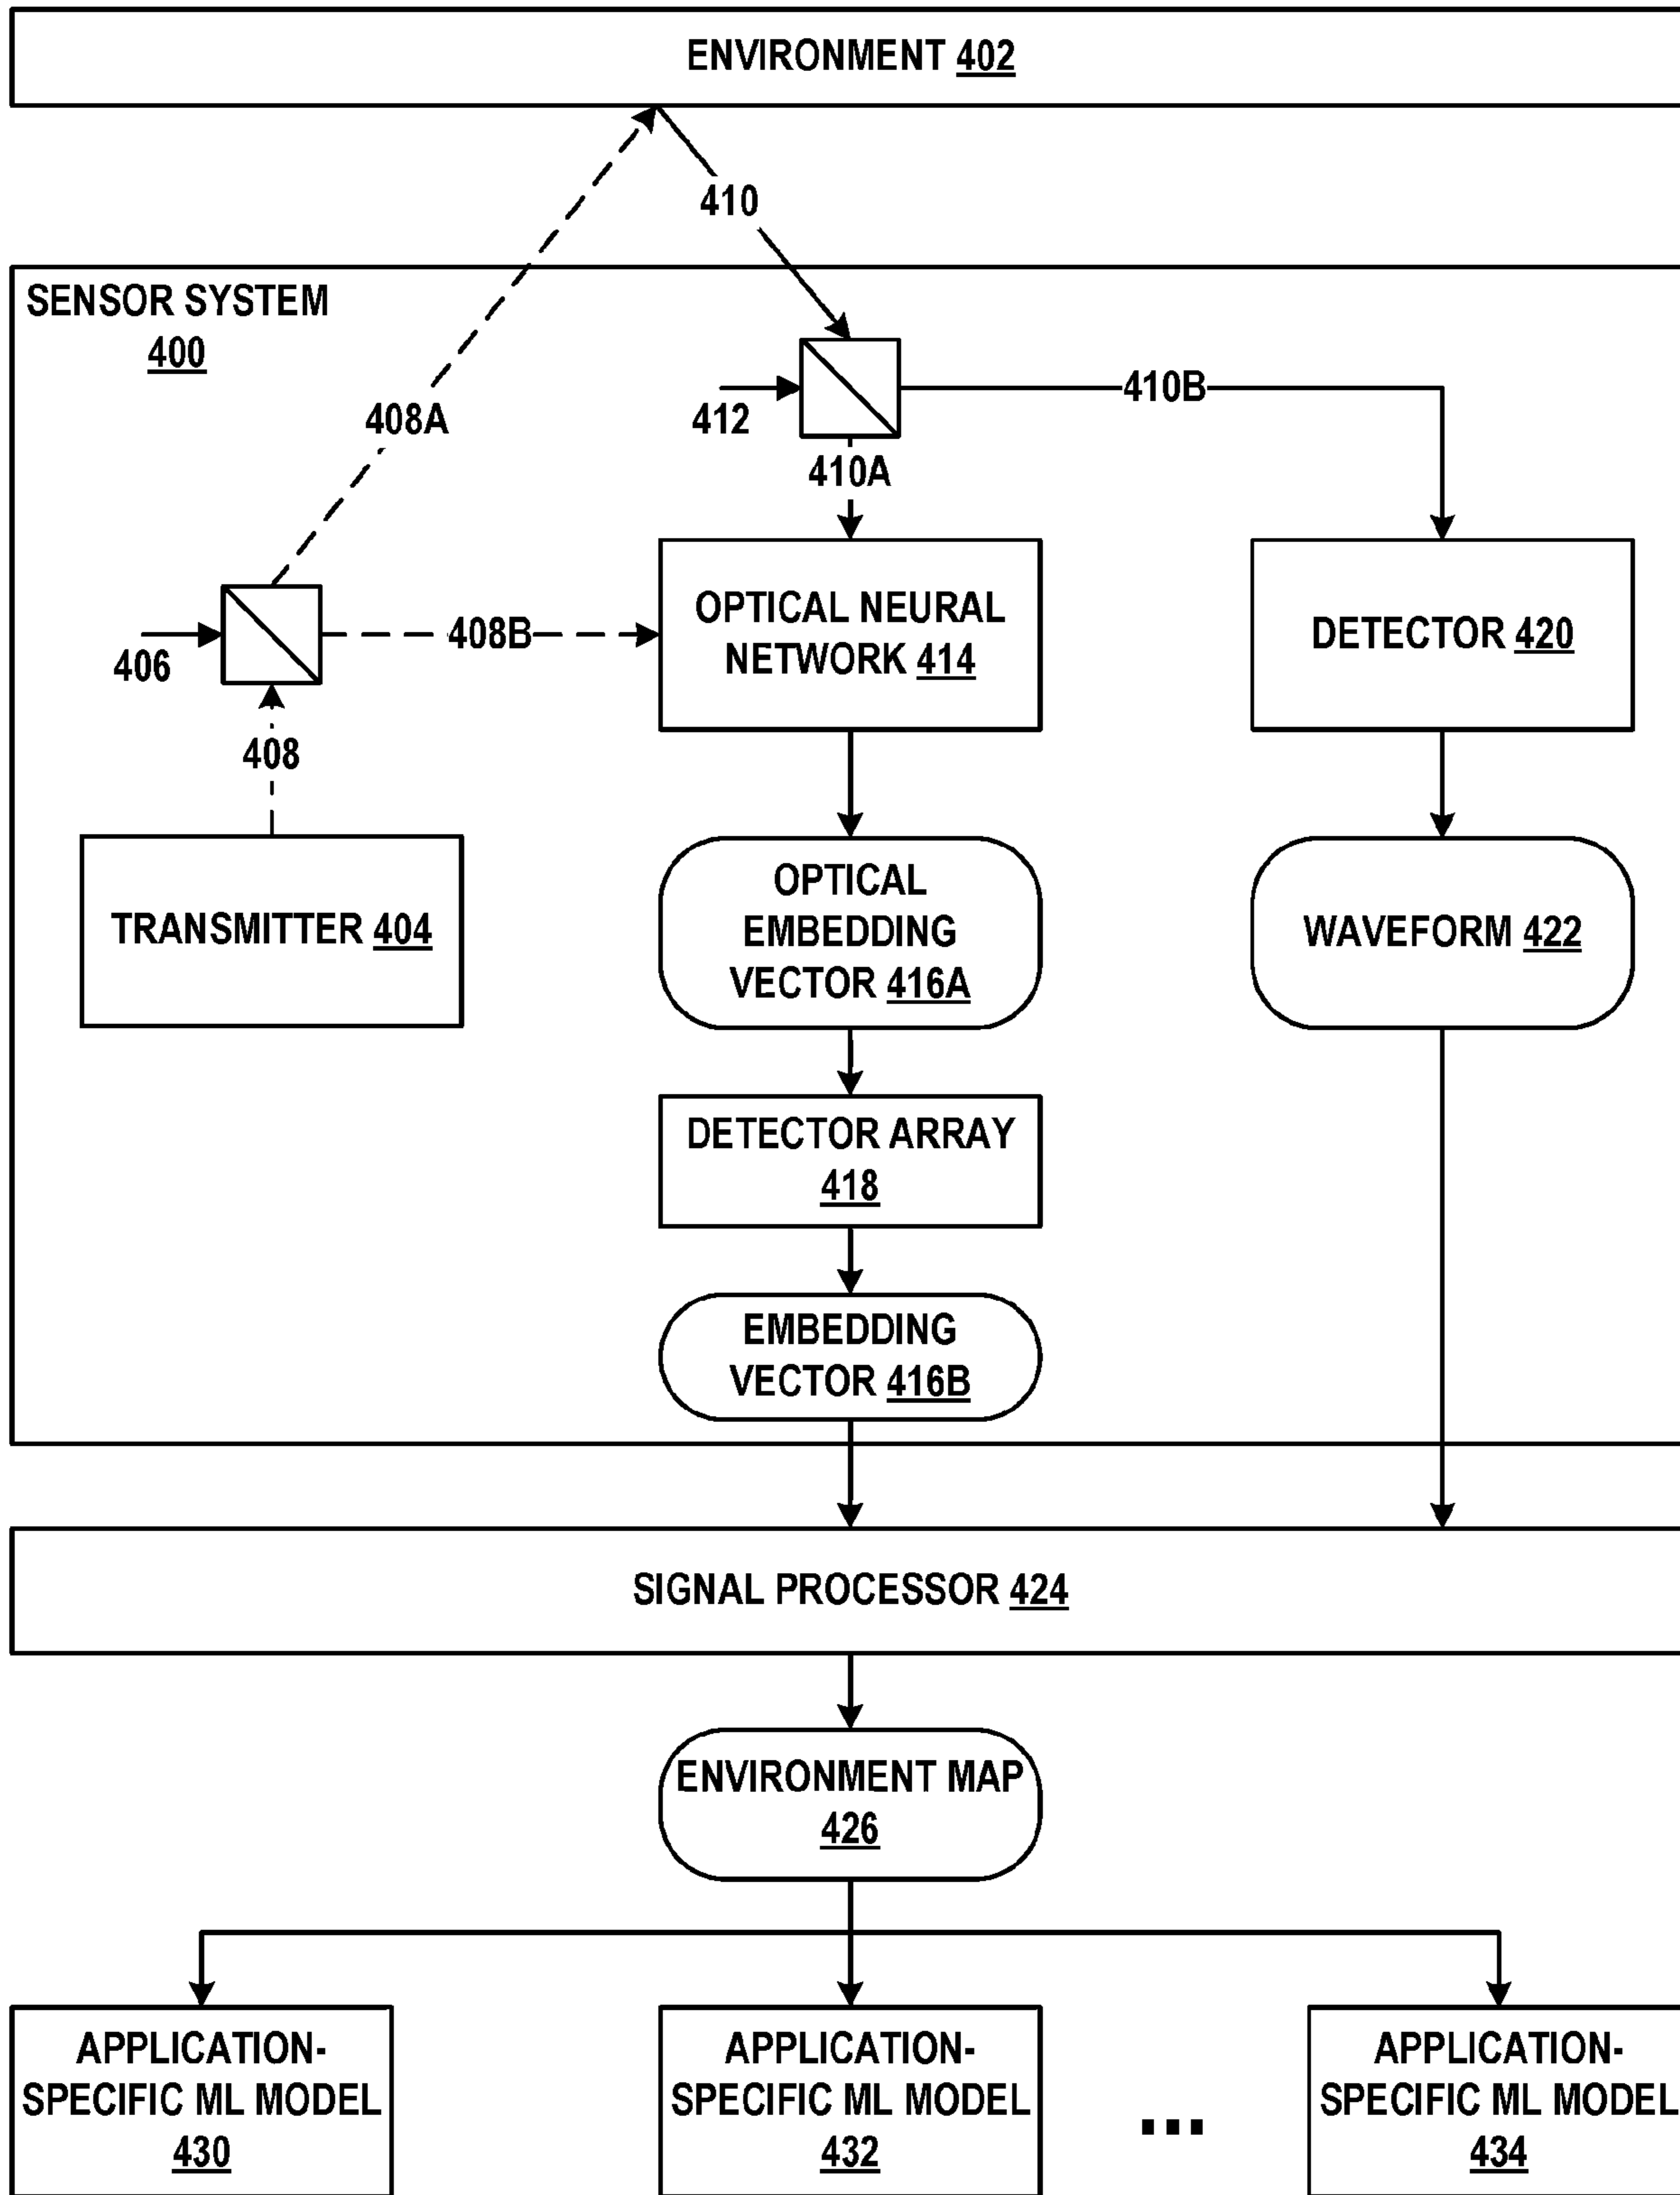 ENVIRONMENT 402
410
SENSOR SYSTEM
400
408A
412
410B
410A
406
408B
OPTICAL NEURAL
NETWORK 414
DETECTOR 420
408
TRANSMITTER 404
OPTICAL
EMBEDDING
VECTOR 416A
WAVEFORM 422
DETECTOR ARRAY
418
EMBEDDING
VECTOR 416B
SIGNAL PROCESSOR 424
ENVIRONMENT MAP
426
APPLICATION-
SPECIFIC ML MODEL
430
APPLICATION-
SPECIFIC ML MODEL
432
...
APPLICATION-
SPECIFIC ML MODEL
434